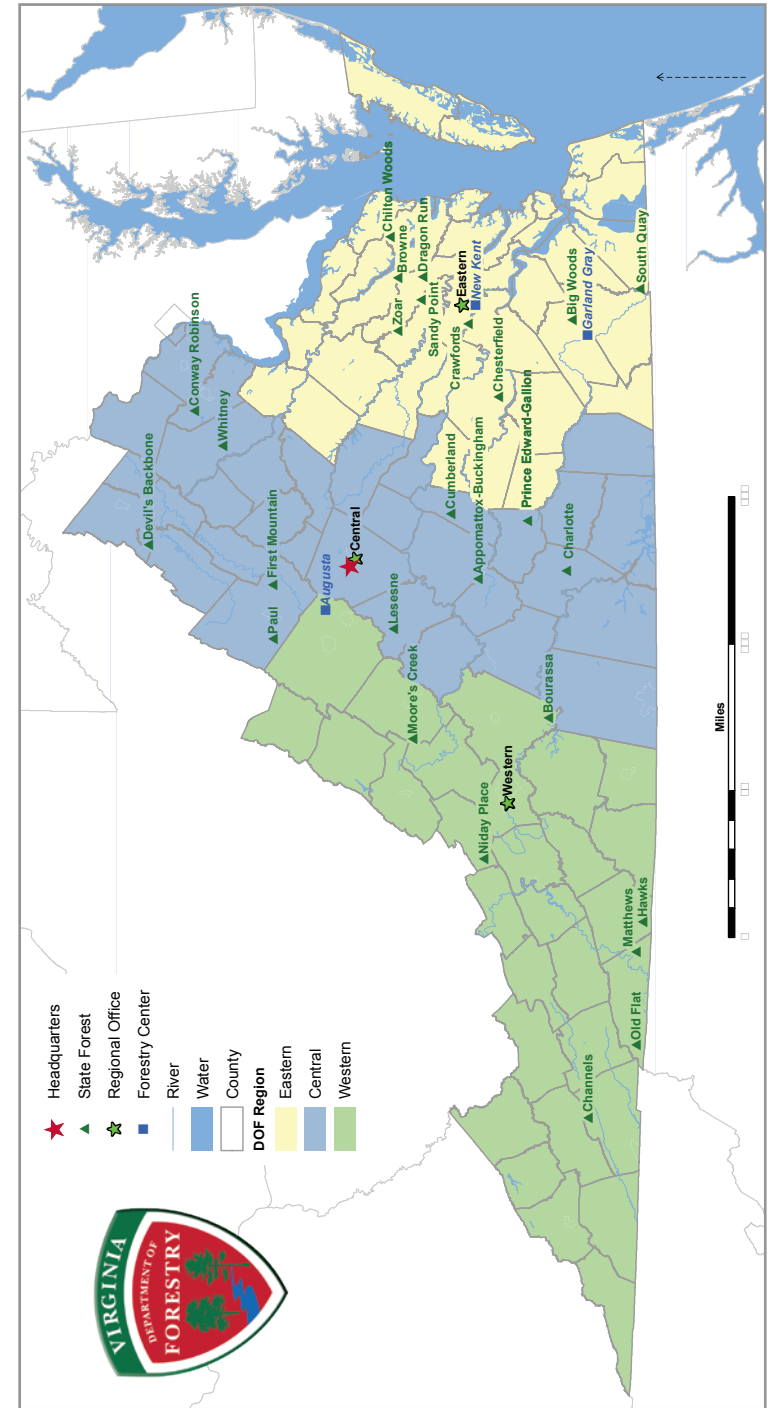 VIRGINIA
DEPARTMENT OF
FORESTRY
Headquarters
State Forest
Regional Office
Forestry Center
River
Water
County
DOF Region
Eastern
Central
Western
Conway Robinson
Whitney
Devil's Backbone
First Mountain
Paul
Augusta
Central
Lesesne
Moore's Creek
Chilton Woods
Browne
Dragon Run
Zoar
Sandy Point
Eastern
New Kent
Crawfords
Chesterfield
Cumberland
Appomattox-Buckingham
Prince Edward-Gallion
Charlotte
Big Woods
Garland Gray
South Quay
Bourassa
Western
Niday Place
Matthews
Hawks
Old Flat
Channels
Miles